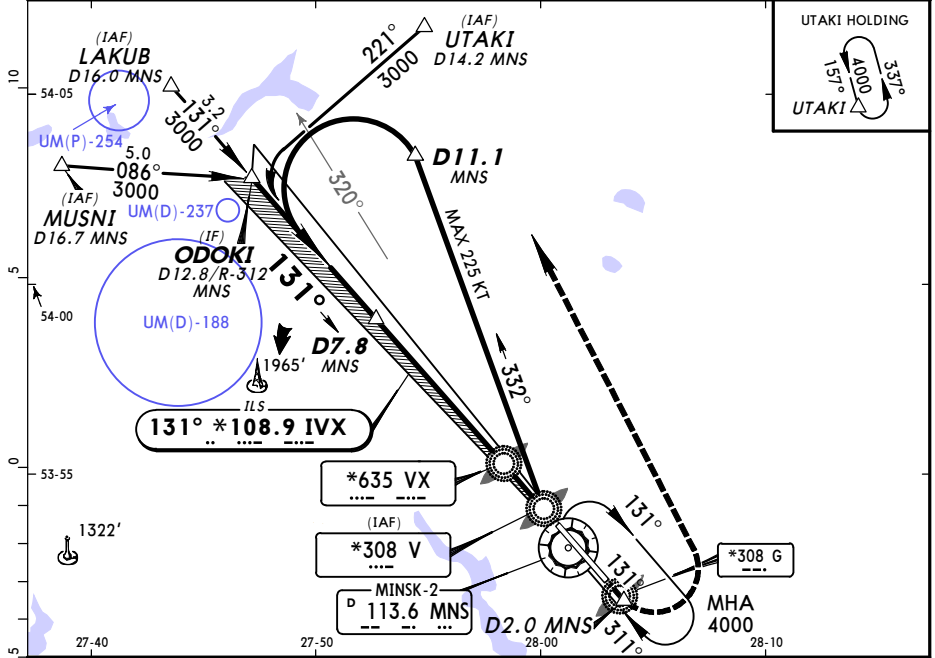 (IAF)
LAKUB
D16.0 MNS
(IAF)
UTAKI
D14.2 MNS
221°
3000
UTAKI HOLDING
4000
157°
337°
UTAKI
10
54-05
3.2
131°
3000
UM(P)-254
5.0
086°
3000
(IAF)
MUSNI
D16.7 MNS
UM(D)-237
D11.1
MNS
320°
MAX 225 KT
(IF)
ODOKI
D12.8/R-312
MNS
131°
5
54-00
UM(D)-188
D7.8
MNS
1965'
332°
ILS
131° *108.9 IVX
0
53-55
*635 VX
(IAF)
*308 V
131°
1322'
*308 G
MINSK-2
D 113.6 MNS
131°
D2.0 MNS
311°
MHA
4000
5
27-40
27-50
28-00
28-10